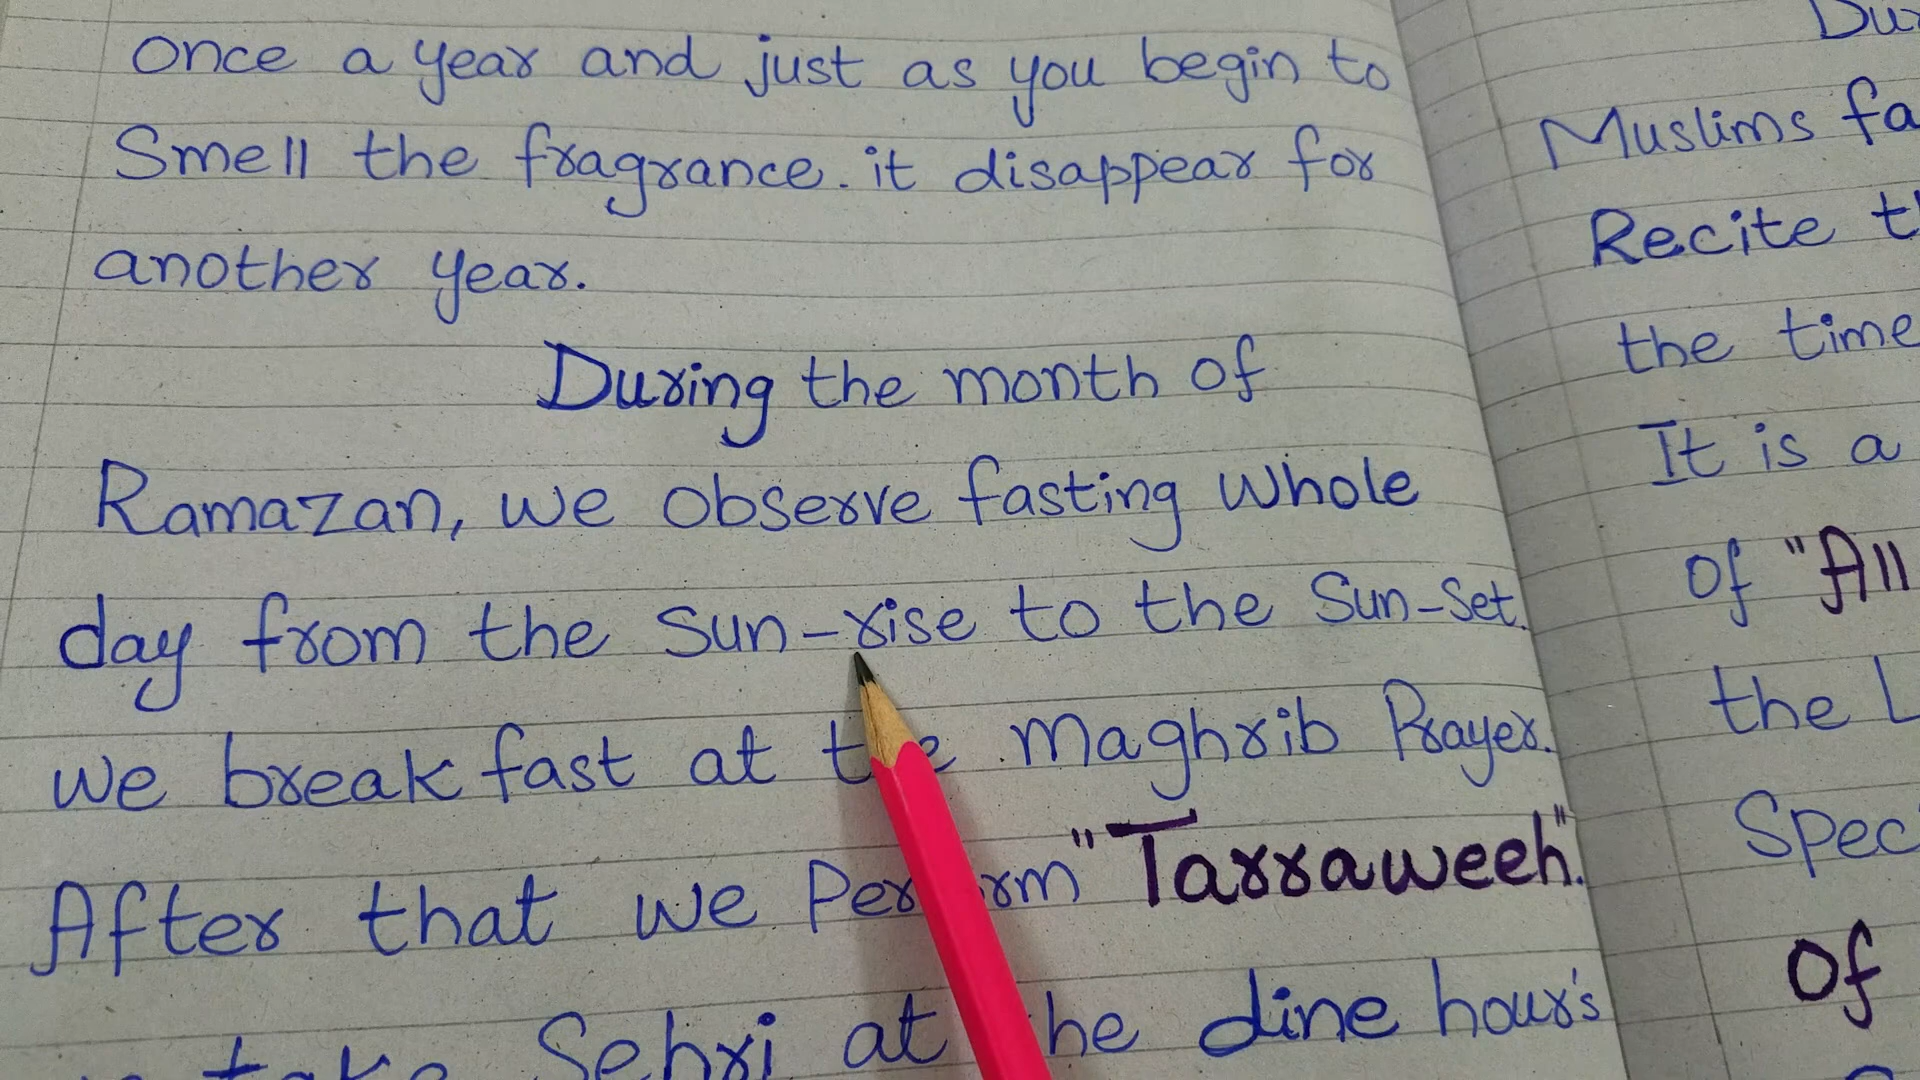 once a year and just as you begin to
Smell the fragrance. it disappear for
another year.
During the month of
Ramazan, we observe fasting whole
day from the Sun-rise to the Sun-Set.
we break fast at the Maghrib Prayer.
After that we Perform "Tarraweeh".
Sehri at the dine hour's
Muslims
Recite
the time
It is a
of "All
the
of